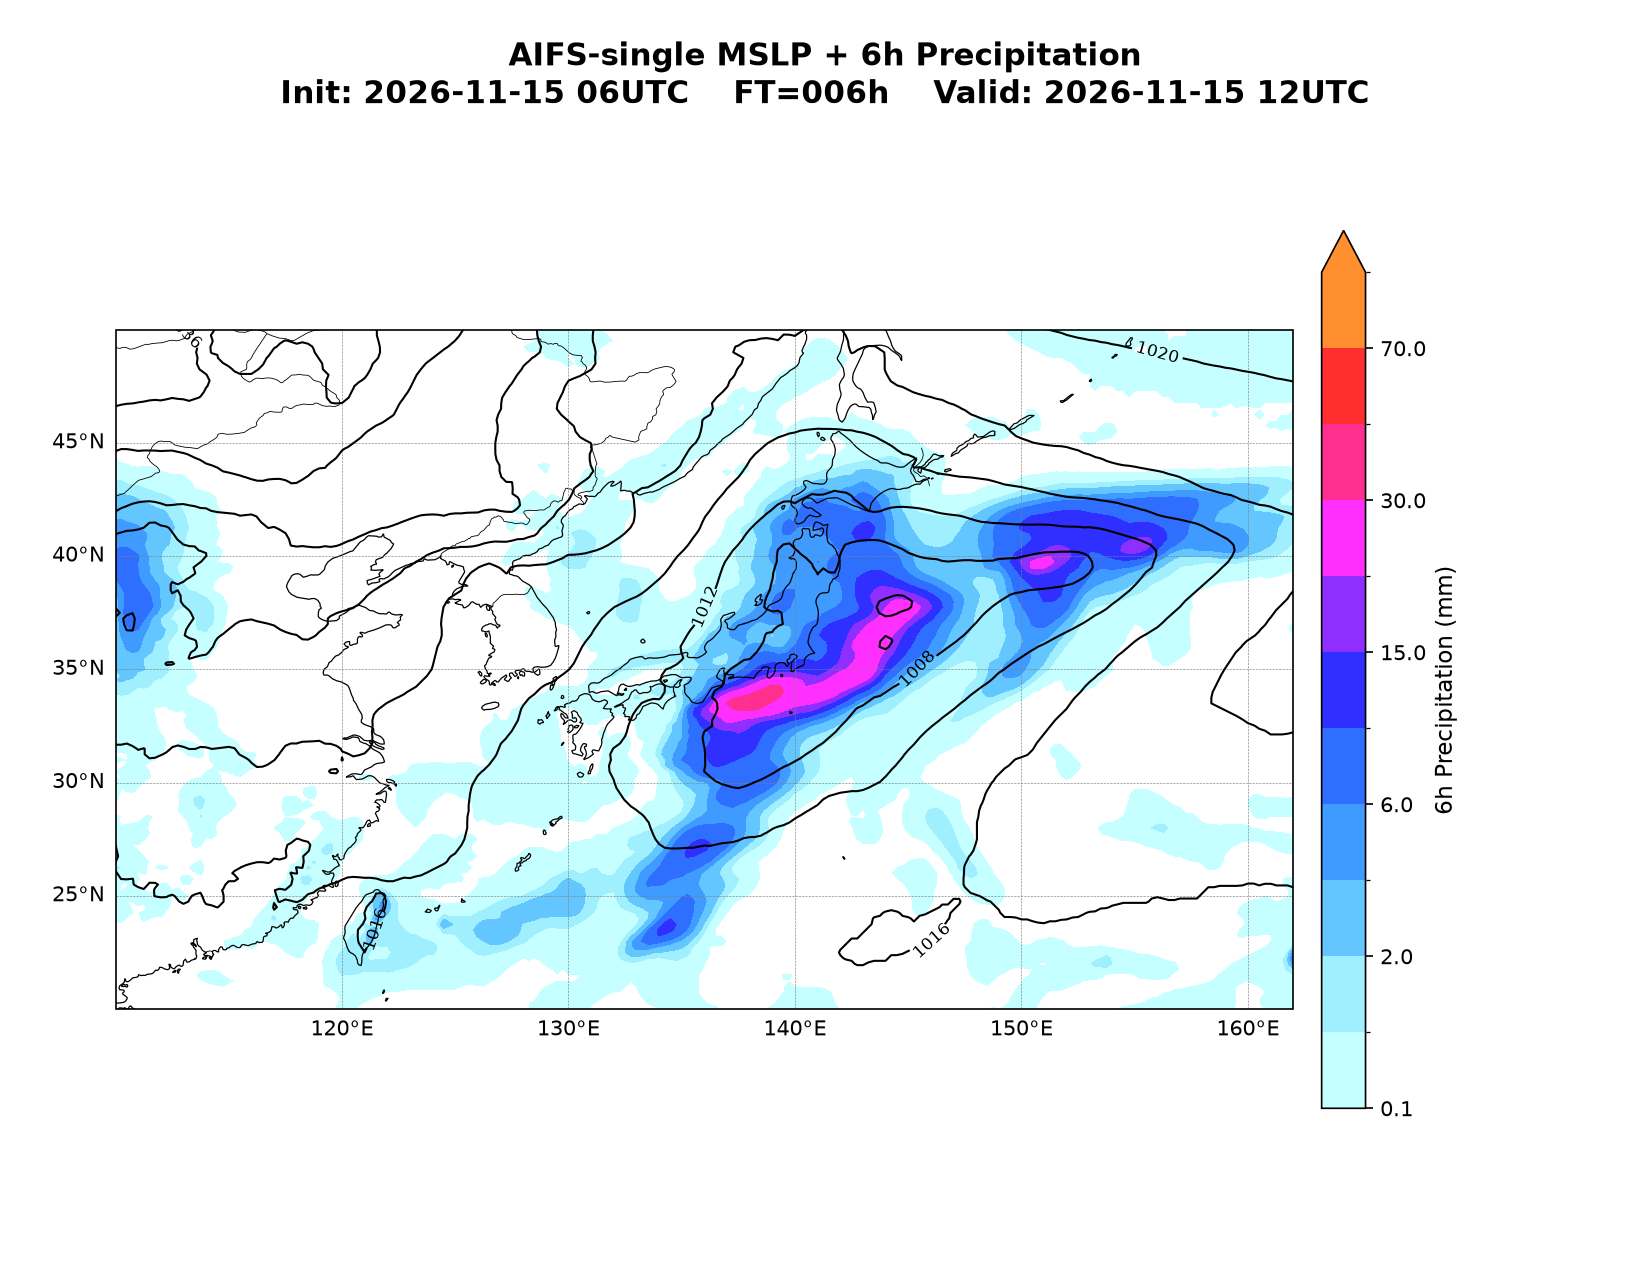 AIFS-single MSLP + 6h Precipitation
Init: 2026-11-15 06UTC    FT=006h    Valid: 2026-11-15 12UTC
70.0
30.0
15.0
6.0
2.0
0.1
6h Precipitation (mm)
45°N
40°N
35°N
30°N
25°N
120°E
130°E
140°E
150°E
160°E
1020
1012
1008
1016
1016